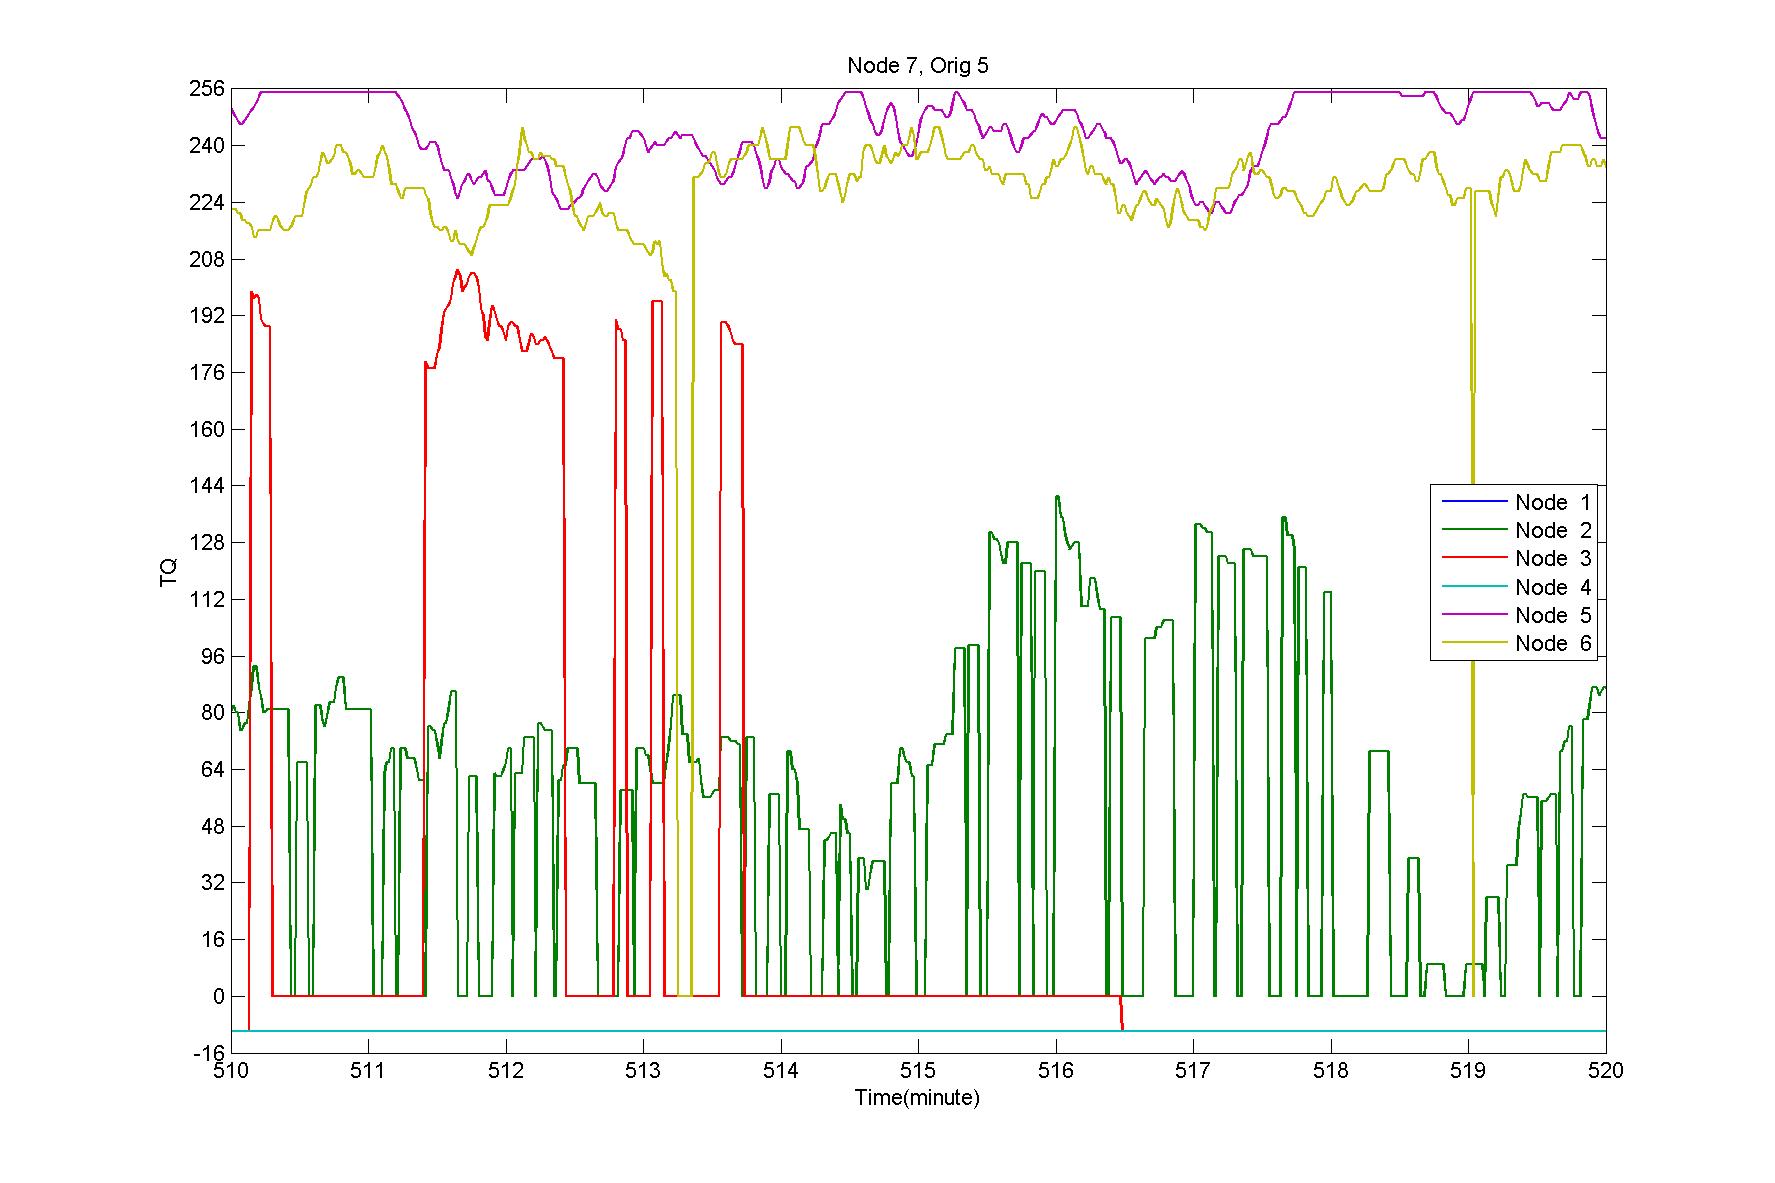 Node 7, Orig 5
256
240
224
208
192
176
160
144
128
112
96
80
64
48
32
16
0
-16
TQ
Node 1
Node 2
Node 3
Node 4
Node 5
Node 6
510 511 512 513 514 515 516 517 518 519 520
Time(minute)